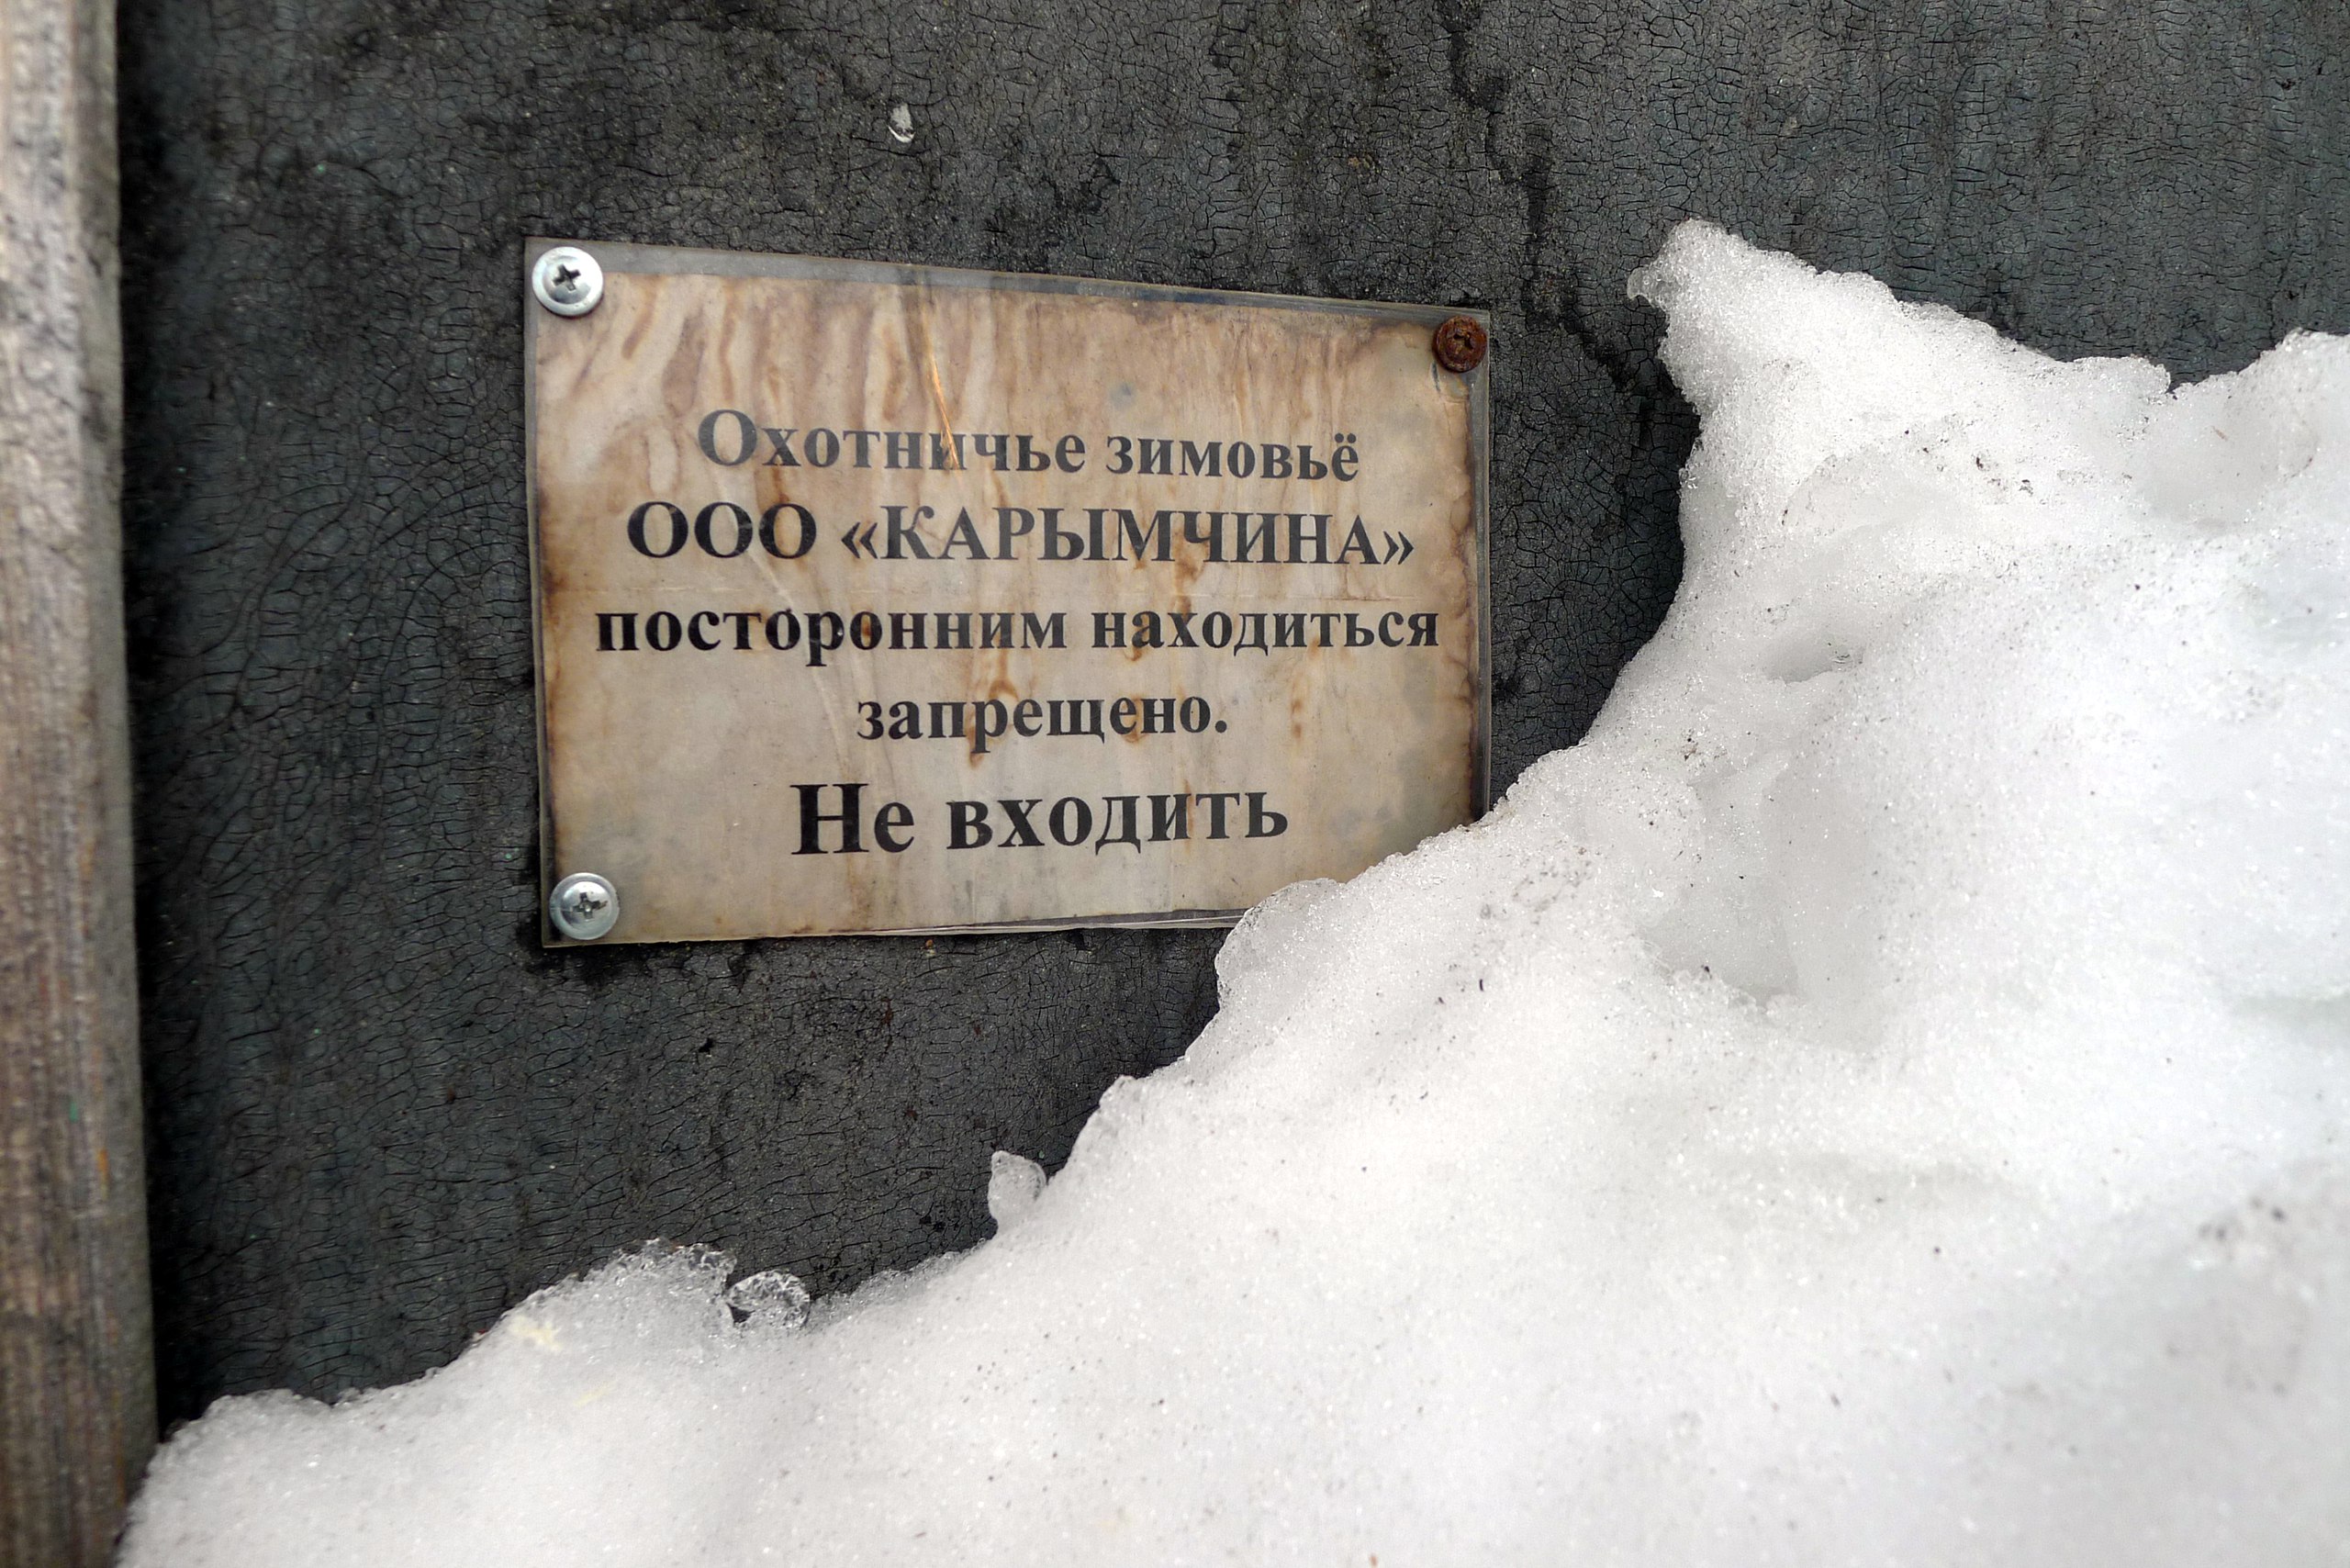 Охотничье зимовьё
ООО «КАРЫМЧИНА»
посторонним находиться
запрещено.
Не входить